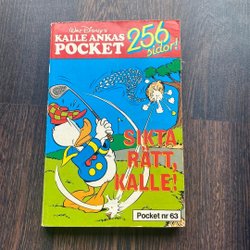 Walt Disney's
KALLE ANKAS
POCKET
256
sidor!
SIKTA
RÄTT,
KALLE!
Pocket nr 63